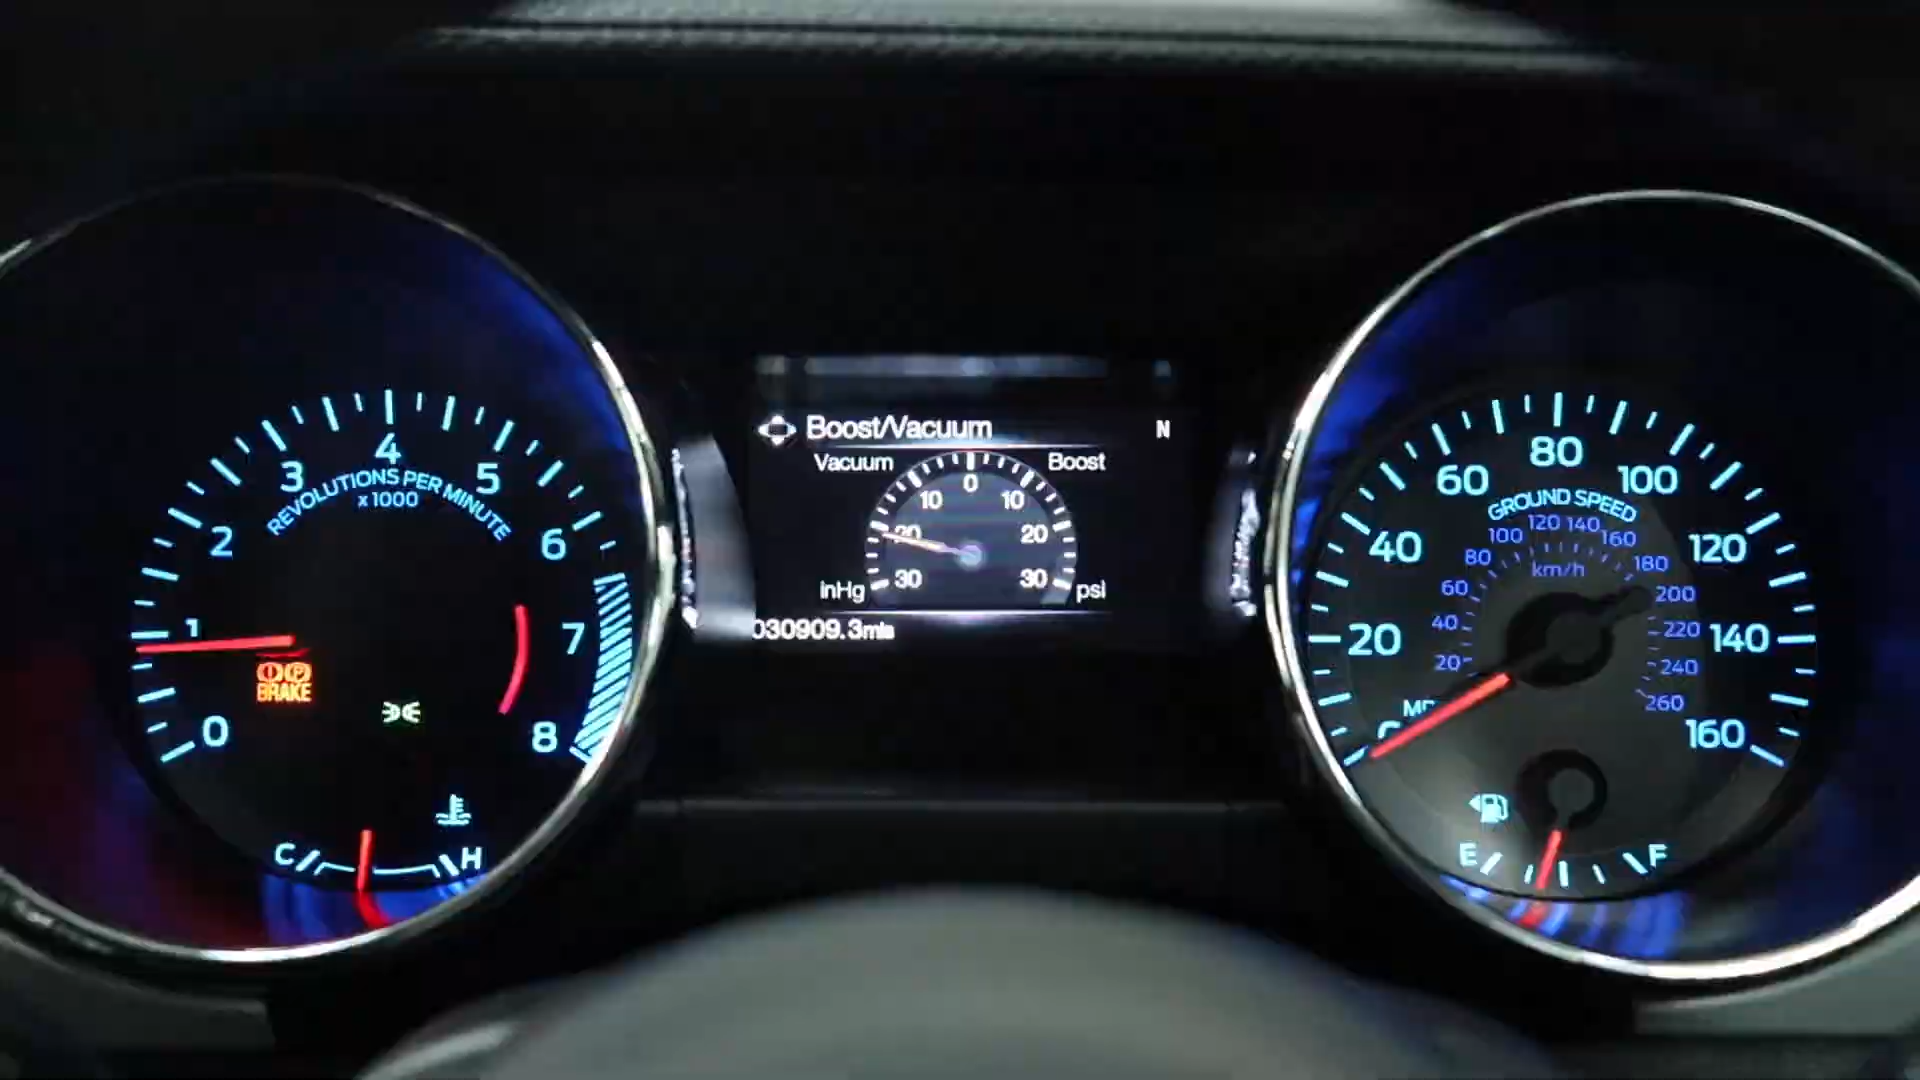 0
1
2
3
4
5
6
7
8
REVOLUTIONS PER MINUTE
x 1000
BRAKE
C
H
Boost/Vacuum
N
Vacuum
Boost
30
20
10
0
10
20
30
inHg
psi
030909.3mls
20
40
60
80
100
120
140
160
GROUND SPEED
20
40
60
80
100
120
140
160
180
200
220
240
260
km/h
E
F